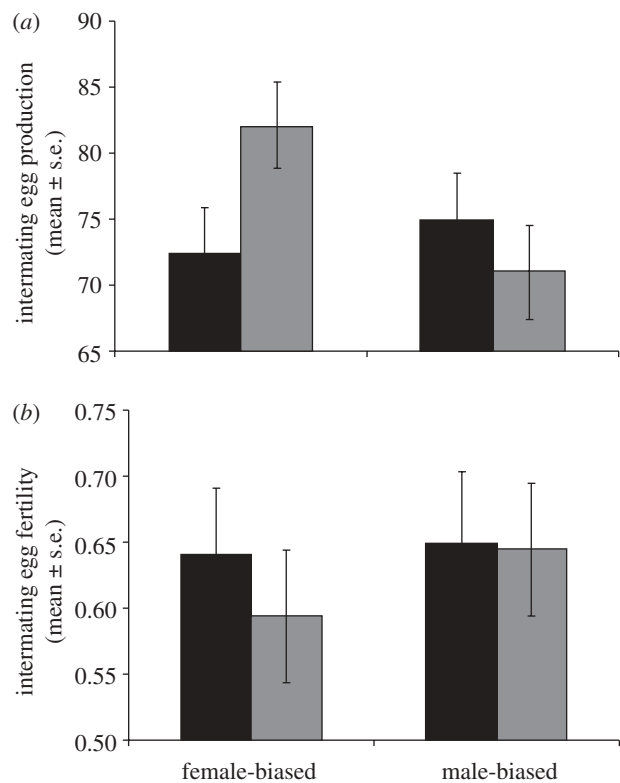 (a)
90
85
80
75
70
65
intermating egg production
(mean ± s.e.)
(b)
0.75
0.70
0.65
0.60
0.55
0.50
intermating egg fertility
(mean ± s.e.)
female-biased
male-biased